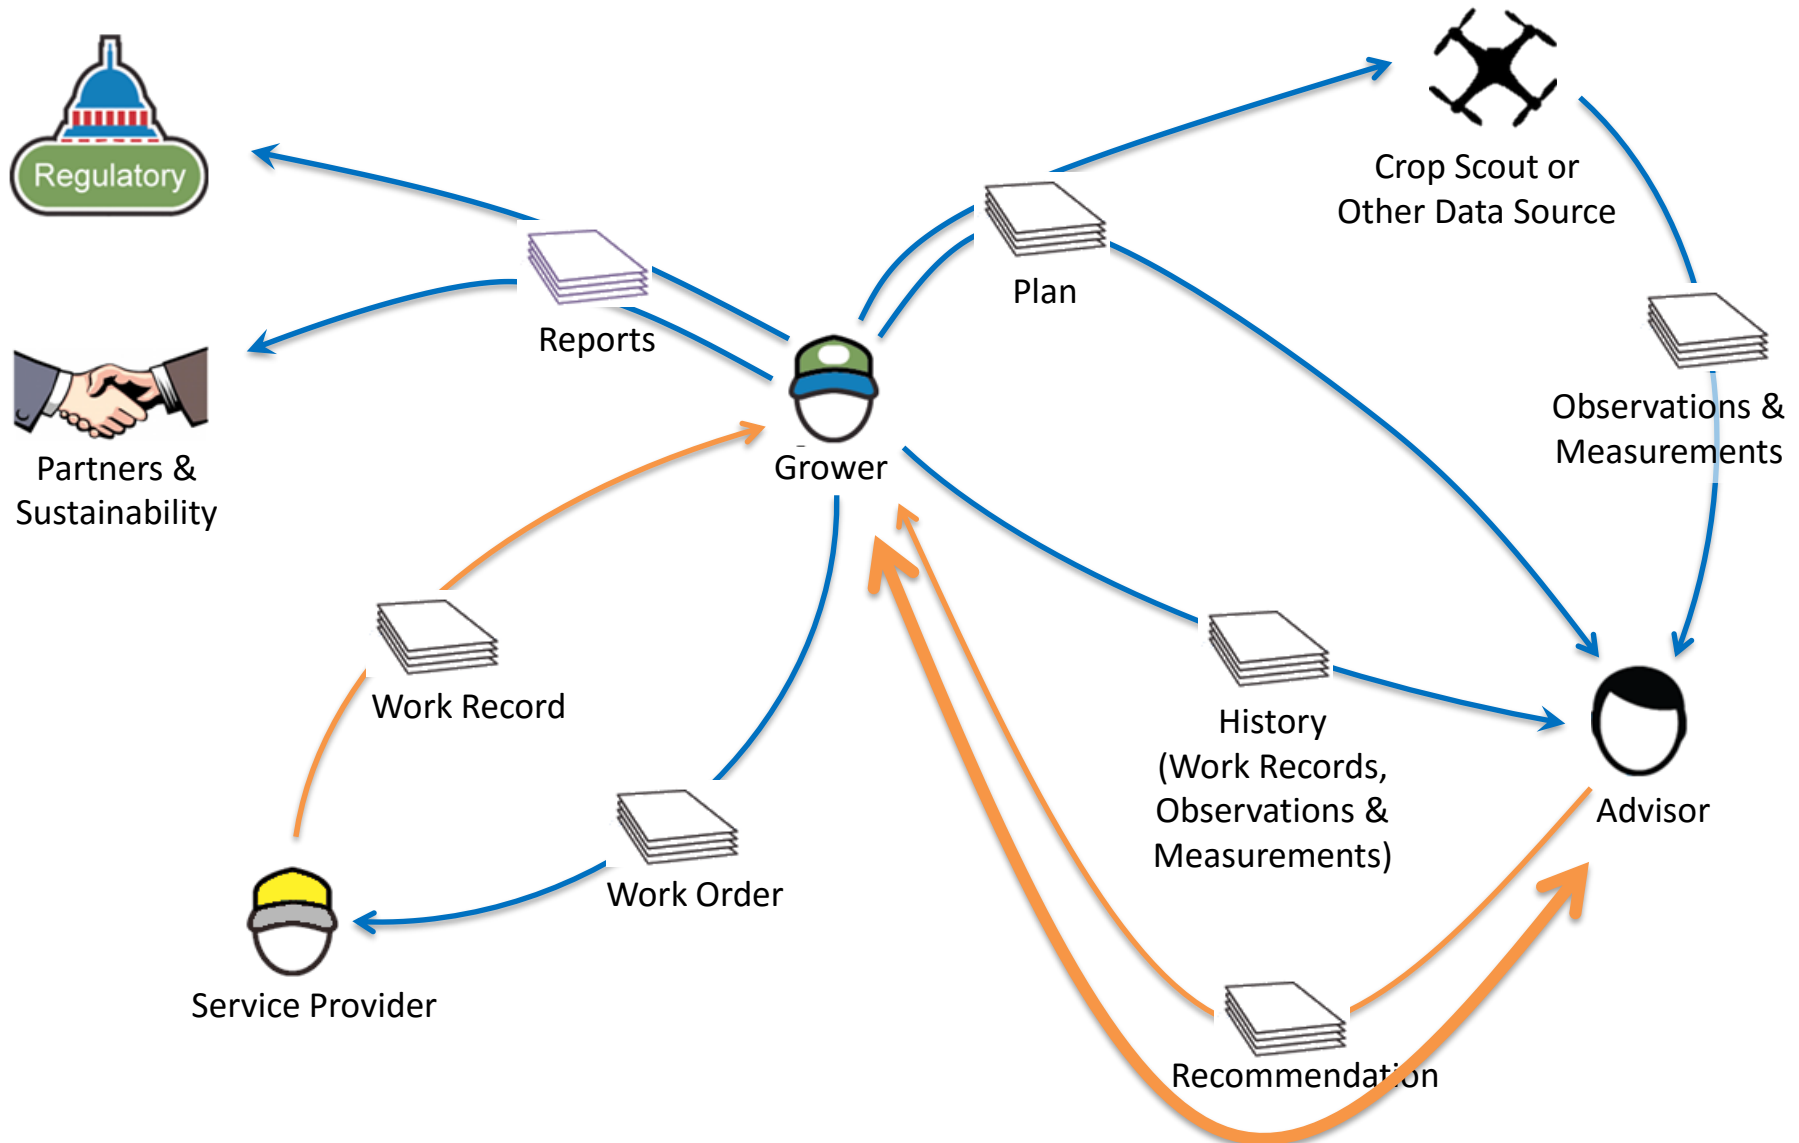 Regulatory
Crop Scout or
Other Data Source
Plan
Reports
Observations &
Measurements
Partners &
Sustainability
Grower
Work Record
History
(Work Records,
Observations &
Measurements)
Advisor
Work Order
Service Provider
Recommendation